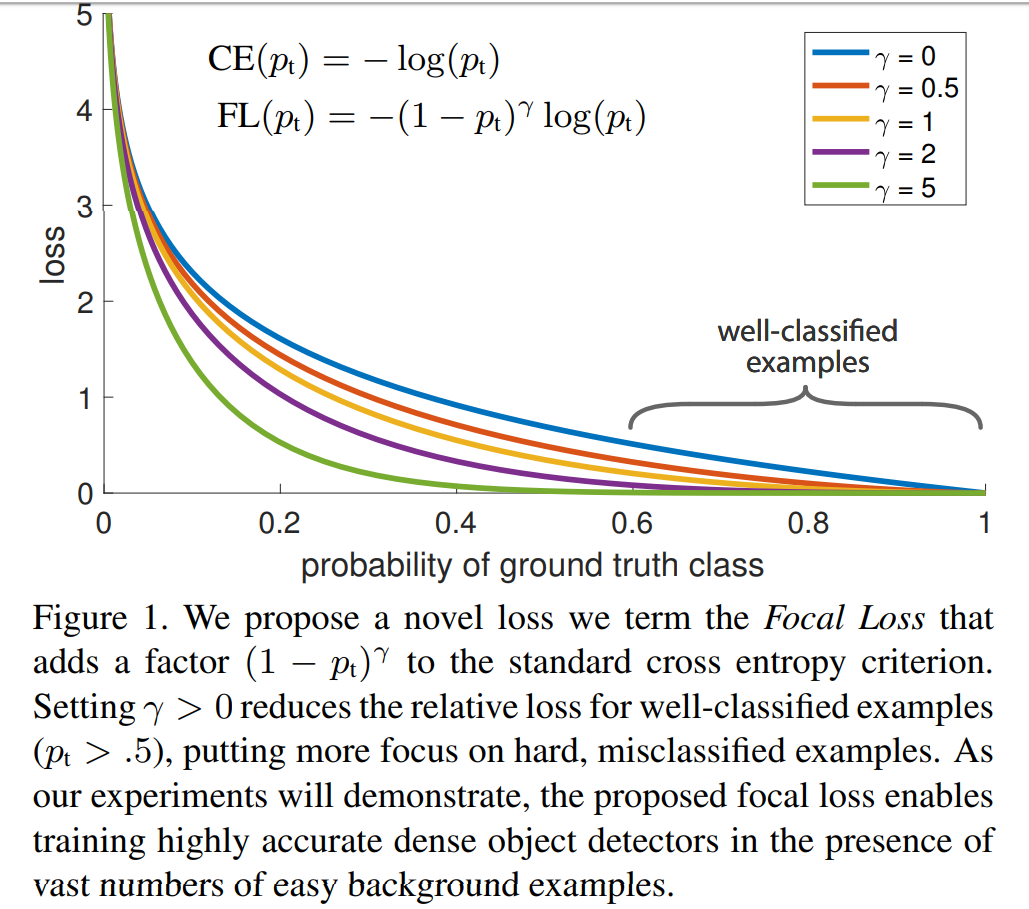 5
CE(pₜ) = − log(pₜ)
FL(pₜ) = −(1 − pₜ)^γ log(pₜ)
γ = 0
γ = 0.5
γ = 1
γ = 2
γ = 5
4
3
loss
2
well-classified
examples
1
0
0 0.2 0.4 0.6 0.8 1
probability of ground truth class
Figure 1. We propose a novel loss we term the Focal Loss that
adds a factor (1 − pₜ)^γ to the standard cross entropy criterion.
Setting γ > 0 reduces the relative loss for well-classified examples
(pₜ > .5), putting more focus on hard, misclassified examples. As
our experiments will demonstrate, the proposed focal loss enables
training highly accurate dense object detectors in the presence of
vast numbers of easy background examples.